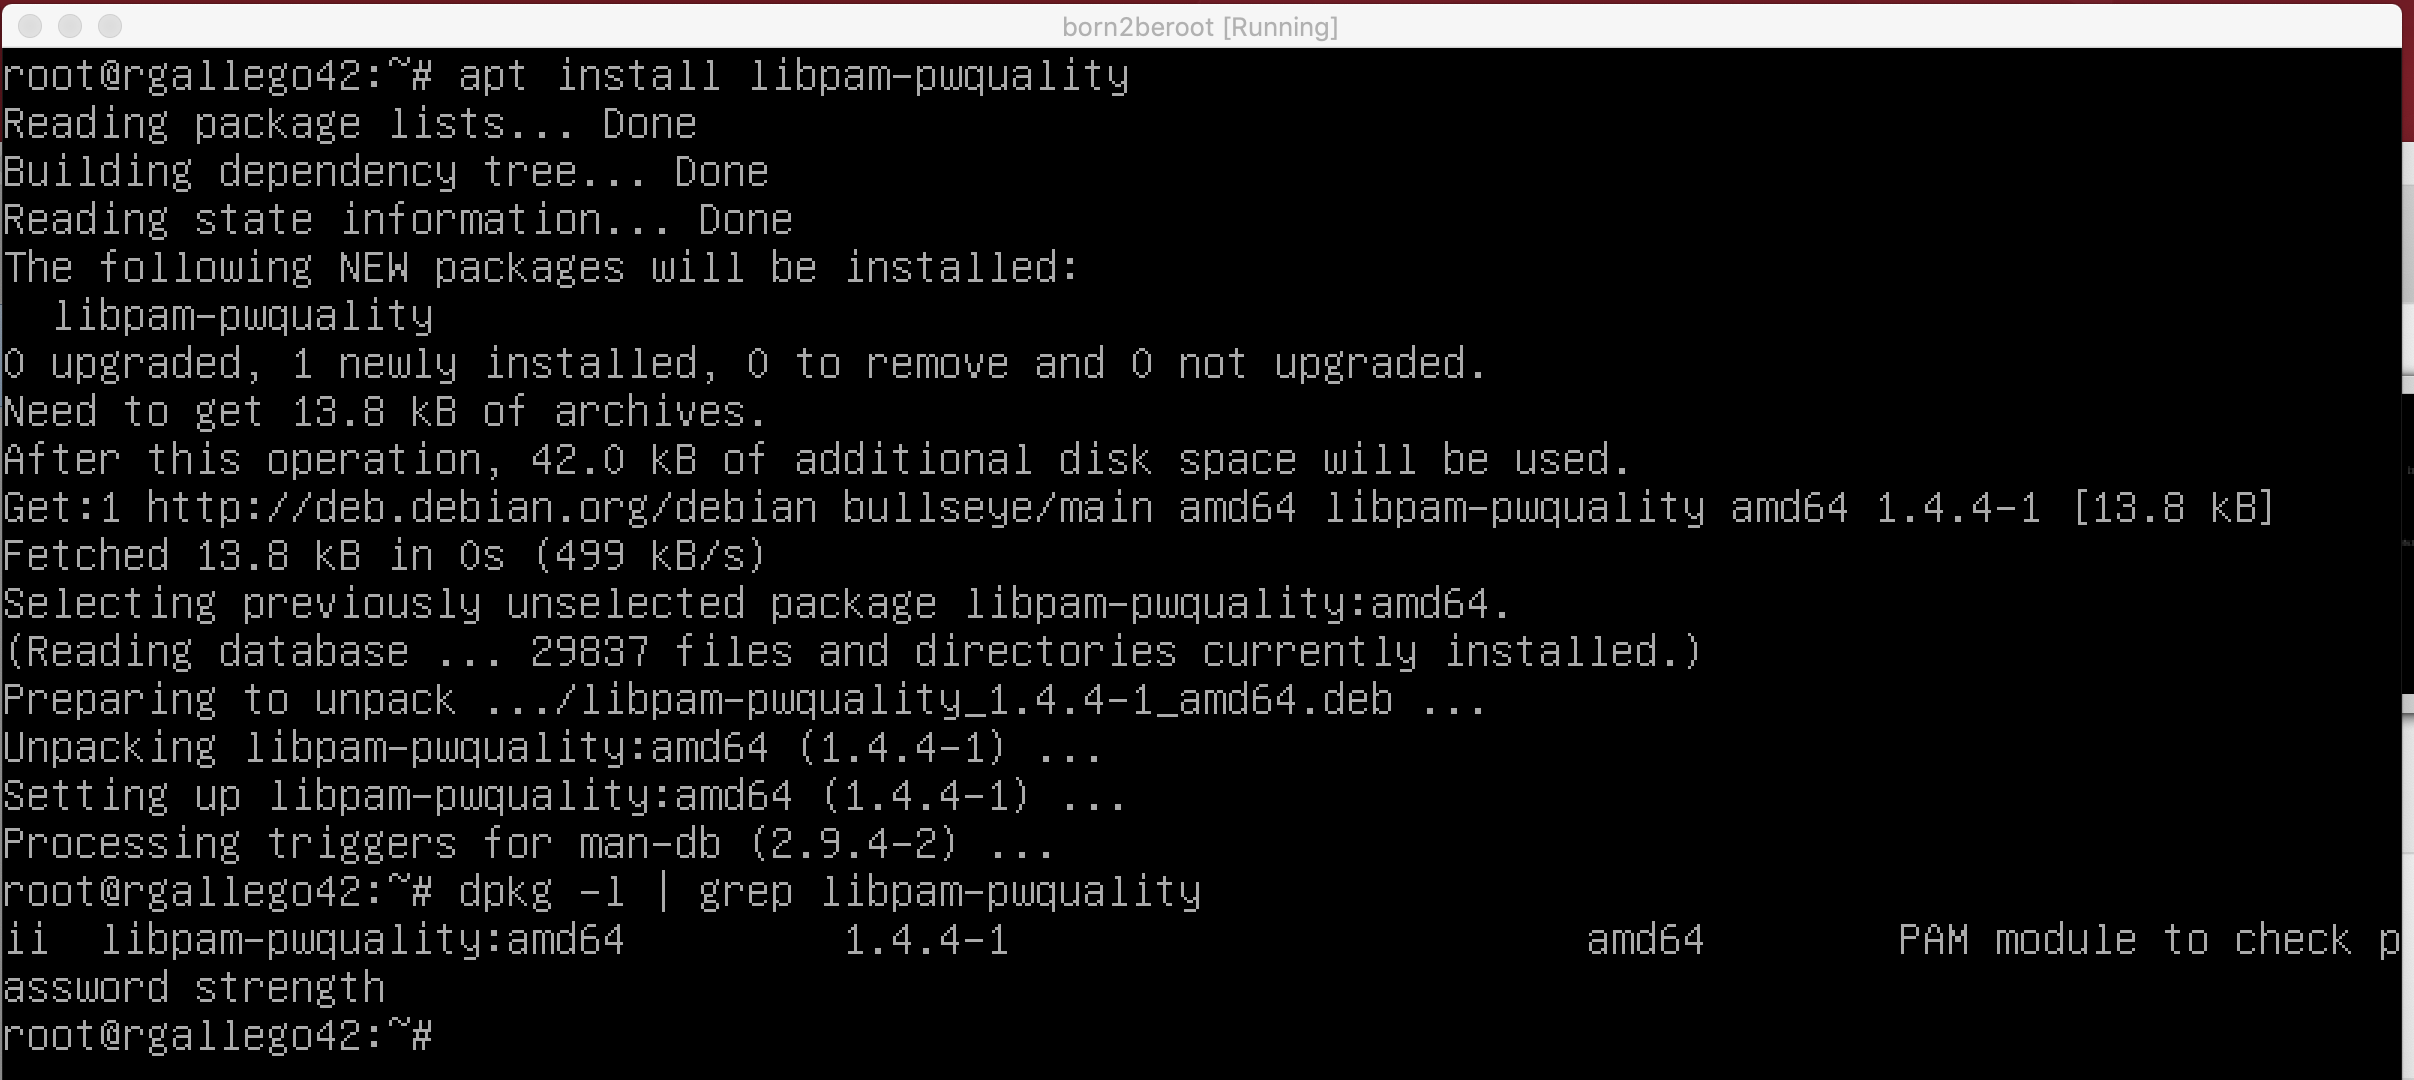 born2beroot [Running]
root@rgallego42:~# apt install libpam-pwquality
Reading package lists... Done
Building dependency tree... Done
Reading state information... Done
The following NEW packages will be installed:
  libpam-pwquality
0 upgraded, 1 newly installed, 0 to remove and 0 not upgraded.
Need to get 13.8 kB of archives.
After this operation, 42.0 kB of additional disk space will be used.
Get:1 http://deb.debian.org/debian bullseye/main amd64 libpam-pwquality amd64 1.4.4-1 [13.8 kB]
Fetched 13.8 kB in 0s (499 kB/s)
Selecting previously unselected package libpam-pwquality:amd64.
(Reading database ... 29837 files and directories currently installed.)
Preparing to unpack .../libpam-pwquality_1.4.4-1_amd64.deb ...
Unpacking libpam-pwquality:amd64 (1.4.4-1) ...
Setting up libpam-pwquality:amd64 (1.4.4-1) ...
Processing triggers for man-db (2.9.4-2) ...
root@rgallego42:~# dpkg -l | grep libpam-pwquality
ii  libpam-pwquality:amd64         1.4.4-1                        amd64        PAM module to check p
assword strength
root@rgallego42:~#